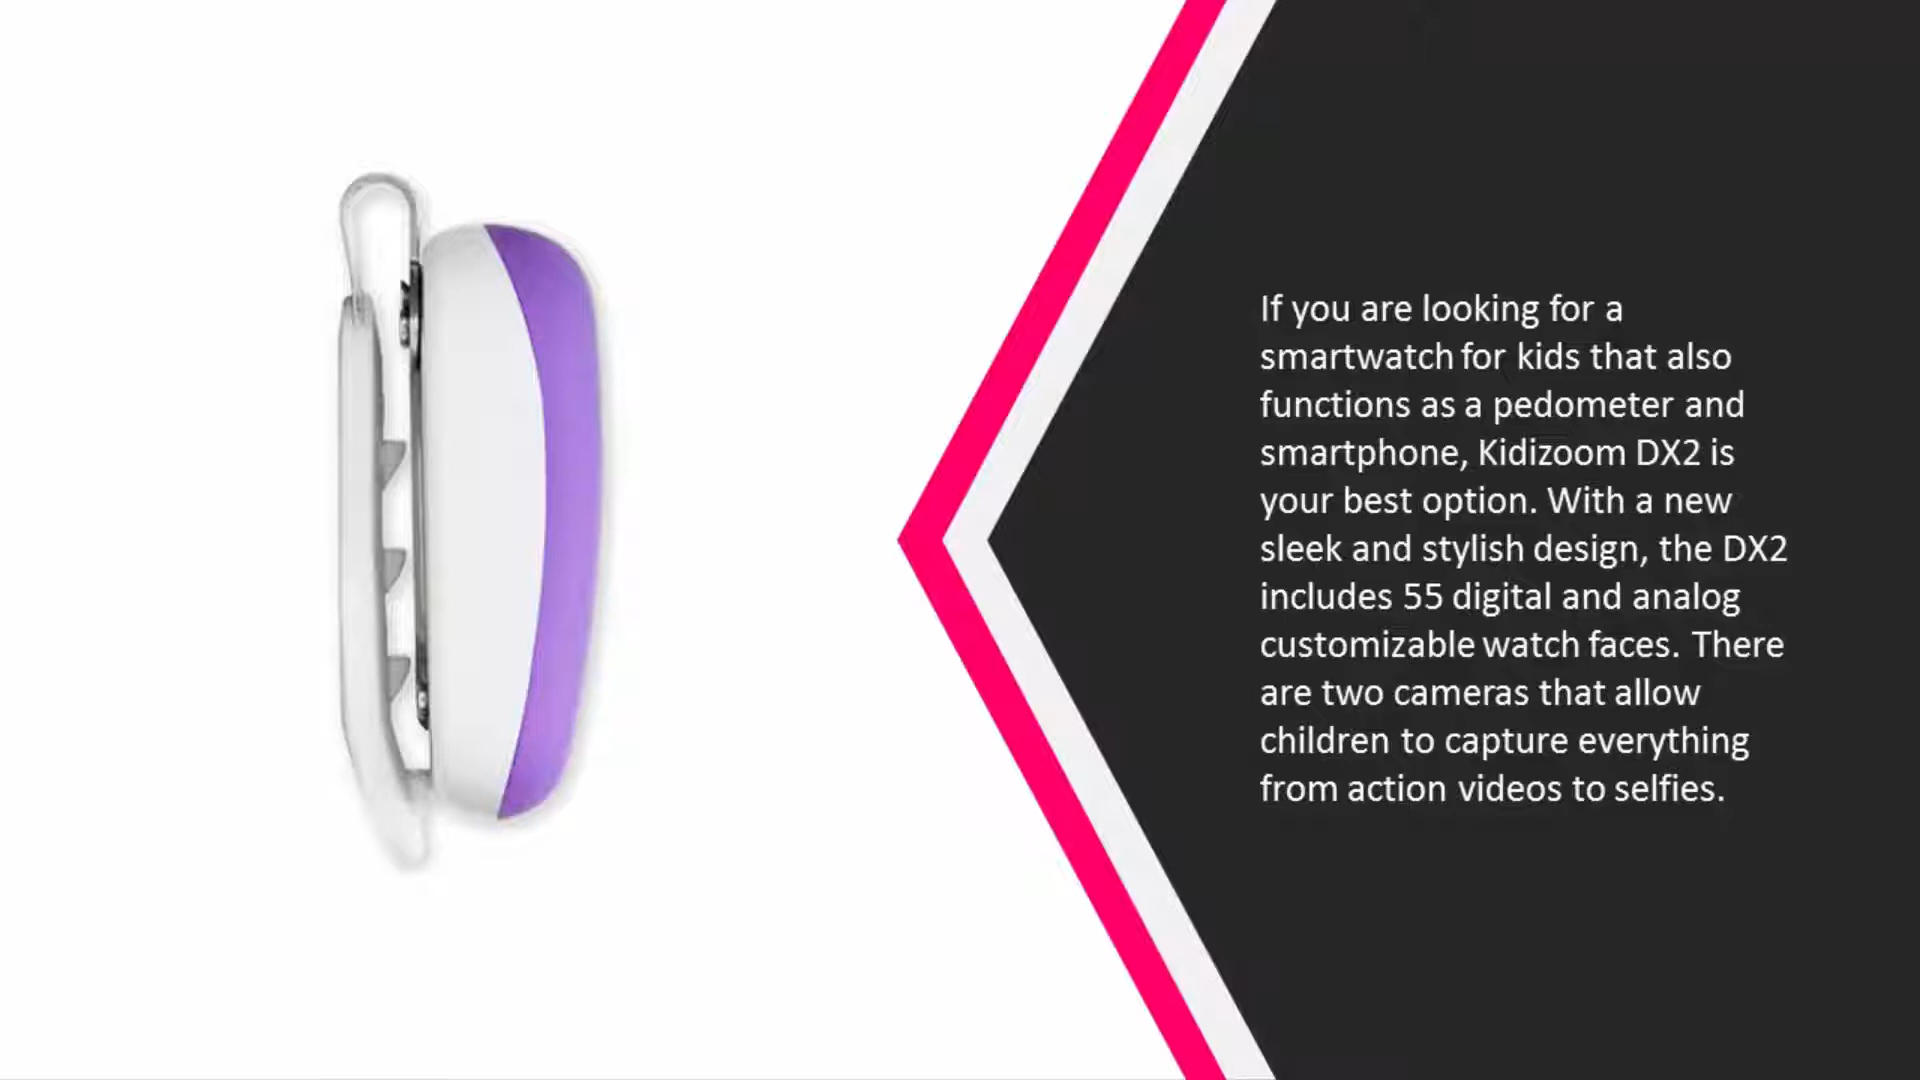 If you are looking for a
smartwatch for kids that also
functions as a pedometer and
smartphone, Kidizoom DX2 is
your best option. With a new
sleek and stylish design, the DX2
includes 55 digital and analog
customizable watch faces. There
are two cameras that allow
children to capture everything
from action videos to selfies.